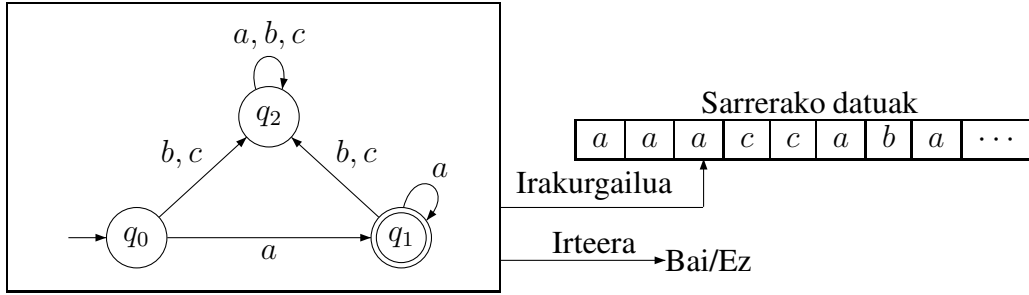 a, b, c
q2
b, c
b, c
a
q0
a
q1
Sarrerako datuak
a a a c c a b a ···
Irakurgailua
Irteera
Bai/Ez